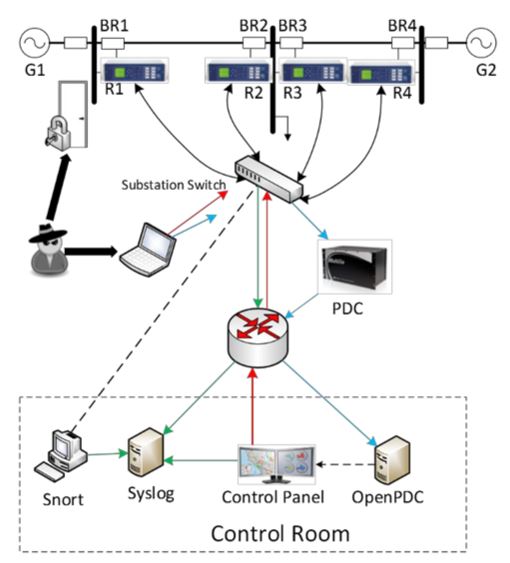 BR1
BR2
BR3
BR4
G1
R1
R2
R3
R4
G2
Substation Switch
PDC
Snort
Syslog
Control Panel
OpenPDC
Control Room